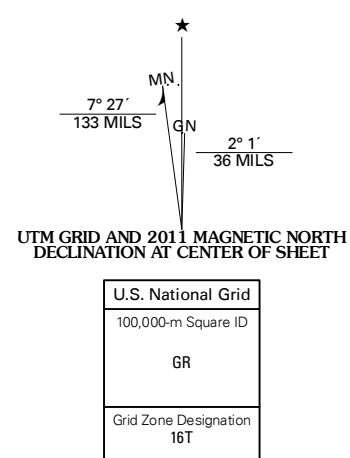 ★
MN
7° 27´
133 MILS
GN
2° 1´
36 MILS
UTM GRID AND 2011 MAGNETIC NORTH
DECLINATION AT CENTER OF SHEET
U.S. National Grid
100,000-m Square ID
GR
Grid Zone Designation
16T